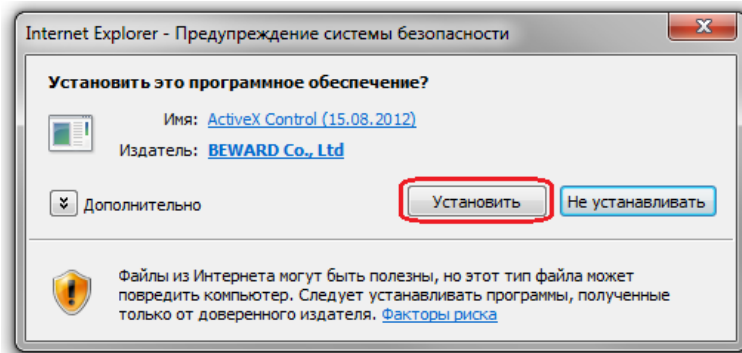 Internet Explorer - Предупреждение системы безопасности
Установить это программное обеспечение?
Имя: ActiveX Control (15.08.2012)
Издатель: BEWARD Co., Ltd
Дополнительно
Установить
Не устанавливать
Файлы из Интернета могут быть полезны, но этот тип файла может
повредить компьютер. Следует устанавливать программы, полученные
только от доверенного издателя. Факторы риска